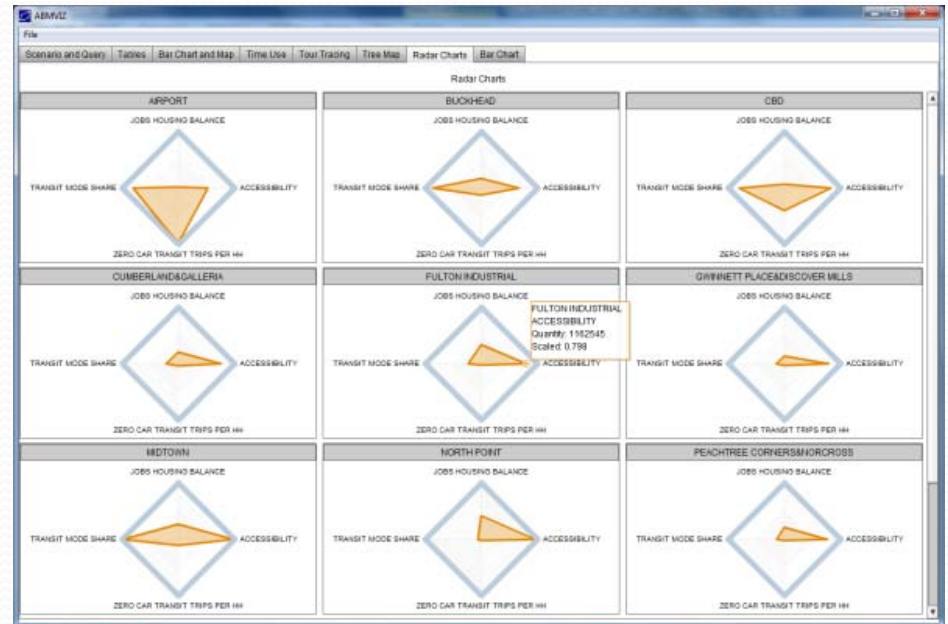 ABMVIZ
File
Scenario and Query Tables Bar Chart and Map Time Use Tour Tracing Tree Map Radar Charts Bar Chart
Radar Charts
AIRPORT BUCKHEAD CBD
JOBS HOUSING BALANCE JOBS HOUSING BALANCE JOBS HOUSING BALANCE
TRANSIT MODE SHARE ACCESSIBILITY TRANSIT MODE SHARE ACCESSIBILITY TRANSIT MODE SHARE ACCESSIBILITY
ZERO CAR TRANSIT TRIPS PER HH ZERO CAR TRANSIT TRIPS PER HH ZERO CAR TRANSIT TRIPS PER HH
CUMBERLAND&GALLERIA FULTON INDUSTRIAL GWINNETT PLACE&DISCOVER MILLS
JOBS HOUSING BALANCE JOBS HOUSING BALANCE JOBS HOUSING BALANCE
FULTON INDUSTRIAL
ACCESSIBILITY
Quantity: 1162545
Scaled: 0.798
TRANSIT MODE SHARE ACCESSIBILITY TRANSIT MODE SHARE ACCESSIBILITY TRANSIT MODE SHARE ACCESSIBILITY
ZERO CAR TRANSIT TRIPS PER HH ZERO CAR TRANSIT TRIPS PER HH ZERO CAR TRANSIT TRIPS PER HH
MIDTOWN NORTH POINT PEACHTREE CORNERS&NORCROSS
JOBS HOUSING BALANCE JOBS HOUSING BALANCE JOBS HOUSING BALANCE
TRANSIT MODE SHARE ACCESSIBILITY TRANSIT MODE SHARE ACCESSIBILITY TRANSIT MODE SHARE ACCESSIBILITY
ZERO CAR TRANSIT TRIPS PER HH ZERO CAR TRANSIT TRIPS PER HH ZERO CAR TRANSIT TRIPS PER HH